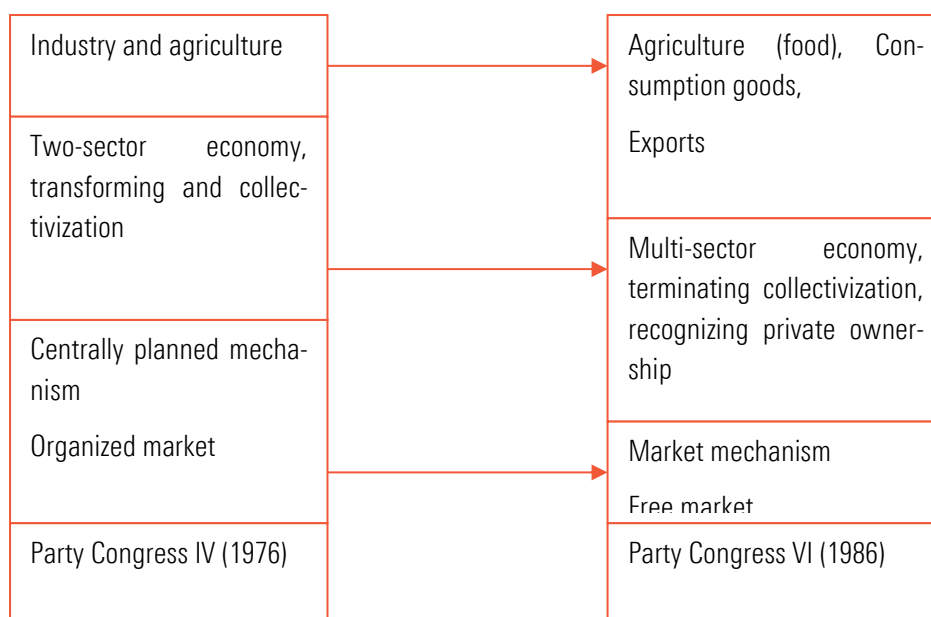 Industry and agriculture
Two-sector economy,
transforming and collec-
tivization
Centrally planned mecha-
nism
Organized market
Party Congress IV (1976)
Agriculture (food), Con-
sumption goods,
Exports
Multi-sector economy,
terminating collectivization,
recognizing private owner-
ship
Market mechanism
Free market
Party Congress VI (1986)